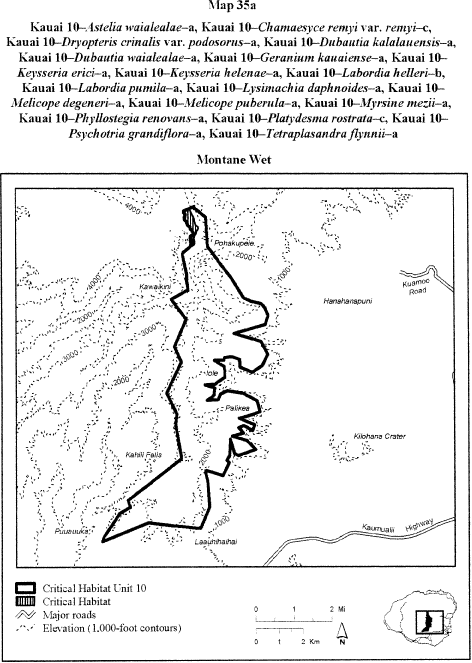 Map 35a
Kauai 10–Astelia waialealae–a, Kauai 10–Chamaesyce remyi var. remyi–c,
Kauai 10–Dryopteris crinalis var. podosorus–a, Kauai 10–Dubautia kalalauensis–a,
Kauai 10–Dubautia waialealae–a, Kauai 10–Geranium kauaiense–a, Kauai 10–
Keysseria erici–a, Kauai 10–Keysseria helenae–a, Kauai 10–Labordia helleri–b,
Kauai 10–Labordia pumila–a, Kauai 10–Lysimachia daphnoides–a, Kauai 10–
Melicope degeneri–a, Kauai 10–Melicope puberula–a, Kauai 10–Myrsine mezii–a,
Kauai 10–Phyllostegia renovans–a, Kauai 10–Platydesma rostrata–c, Kauai 10–
Psychotria grandiflora–a, Kauai 10–Tetraplasandra flynnii–a
Montane Wet
4000
Pohakupele
2000
1000
Kuamoo
Road
4000
Kawaikini
Hanahanapuni
2000
3000
2000
Iole
Palikea
Kilohana Crater
Kahili Falls
2000
1000
Kaumualii Highway
Puuauuka
Laaunhaihai
Critical Habitat Unit 10
Critical Habitat
Major roads
Elevation (1,000-foot contours)
0 1 2 Mi
0 1 2 Km
N